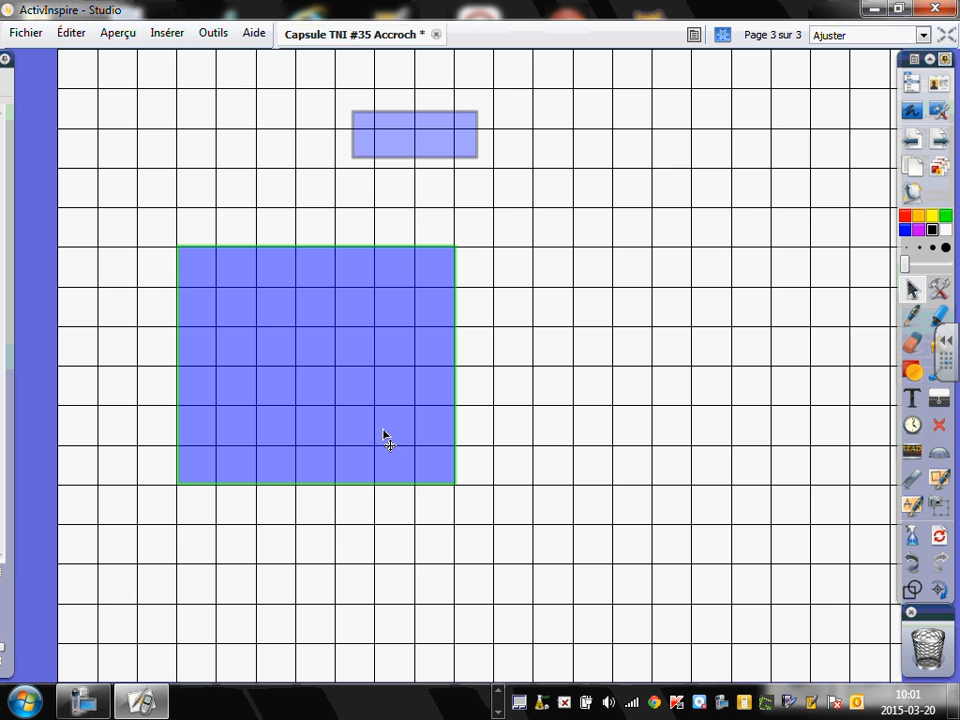 ActivInspire - Studio
Fichier Éditer Aperçu Insérer Outils Aide
Capsule TNI #35 Accroch *
Page 3 sur 3
Ajuster
T
10:01
2015-03-20